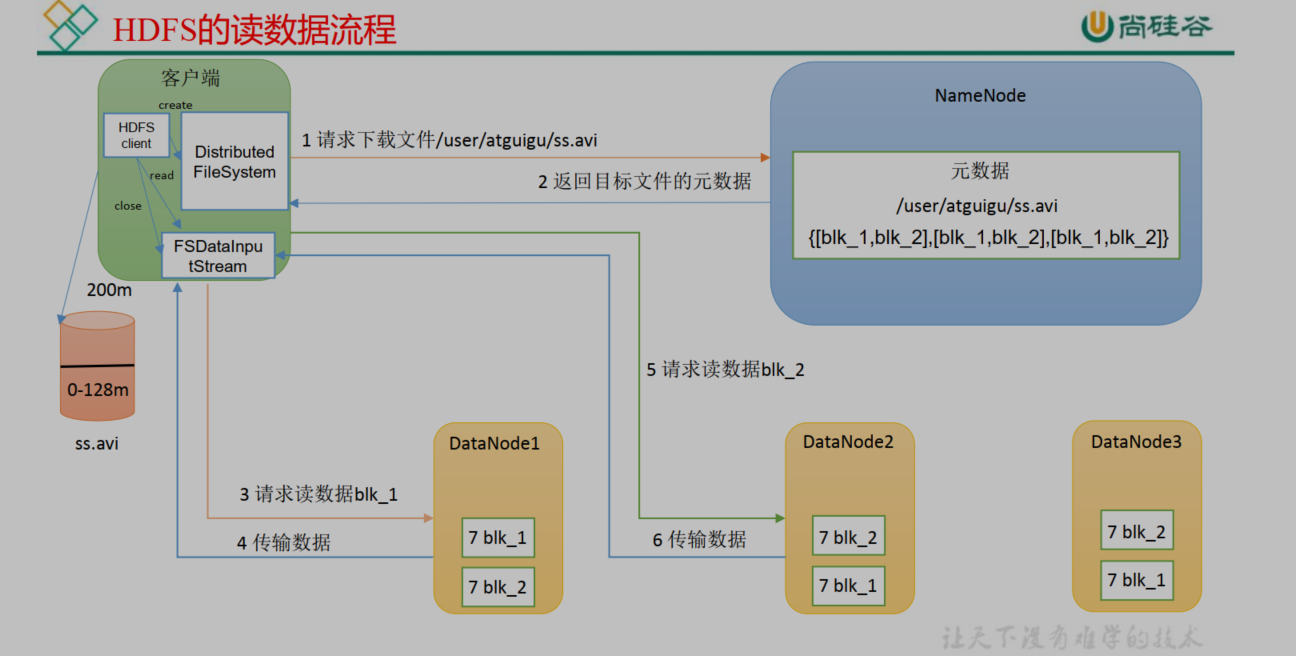 HDFS的读数据流程
尚硅谷
客户端
create
HDFS
client
Distributed
FileSystem
read
close
FSDataInpu
tStream
1 请求下载文件/user/atguigu/ss.avi
2 返回目标文件的元数据
NameNode
元数据
/user/atguigu/ss.avi
{[blk_1,blk_2],[blk_1,blk_2],[blk_1,blk_2]}
200m
0-128m
ss.avi
5 请求读数据blk_2
3 请求读数据blk_1
4 传输数据
6 传输数据
DataNode1
7 blk_1
7 blk_2
DataNode2
7 blk_2
7 blk_1
DataNode3
7 blk_2
7 blk_1
让天下没有难学的技术